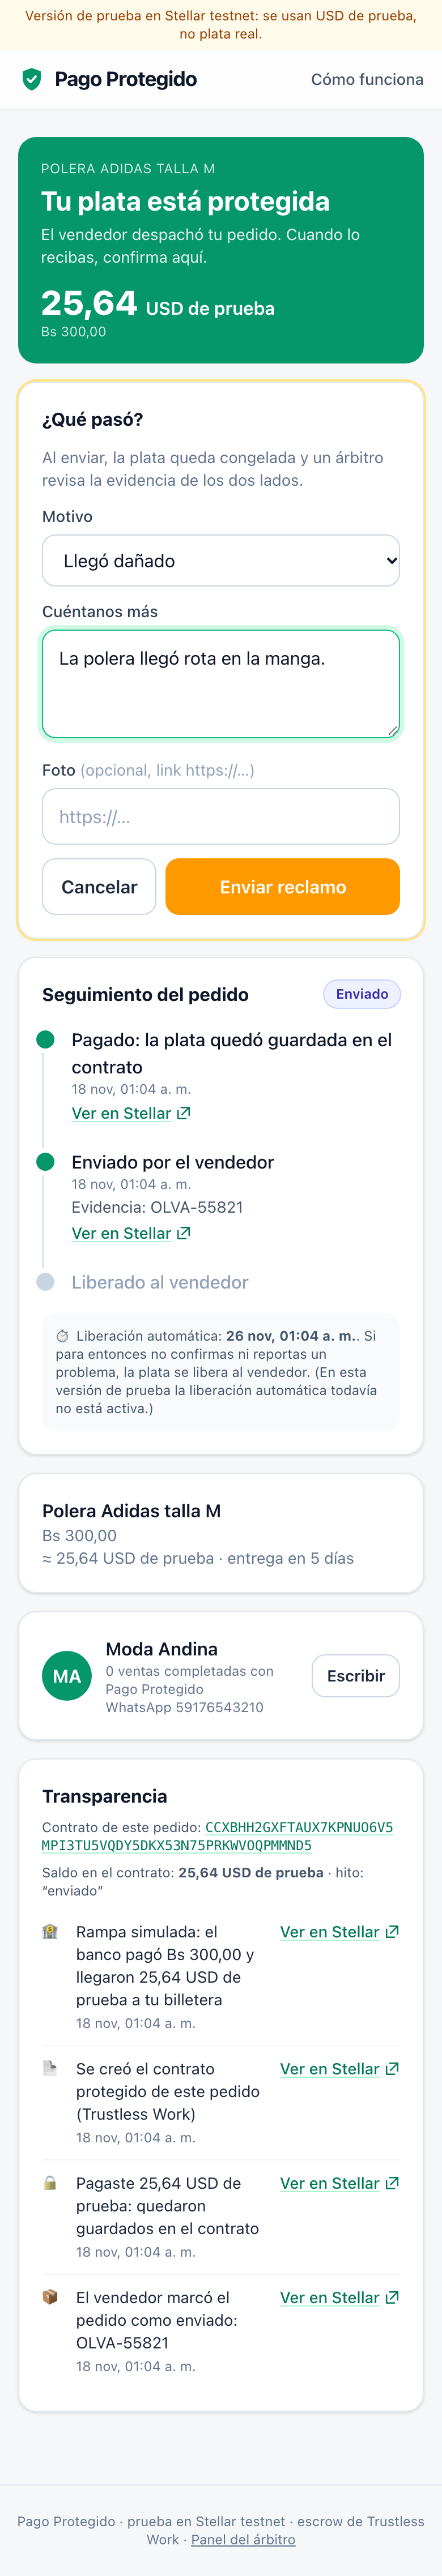 Versión de prueba en Stellar testnet: se usan USD de prueba,
no plata real.
Pago Protegido
Cómo funciona
POLERA ADIDAS TALLA M
Tu plata está protegida
El vendedor despachó tu pedido. Cuando lo
recibas, confirma aquí.
25,64 USD de prueba
Bs 300,00
¿Qué pasó?
Al enviar, la plata queda congelada y un árbitro
revisa la evidencia de los dos lados.
Motivo
Llegó dañado
Cuéntanos más
La polera llegó rota en la manga.
Foto (opcional, link https://...)
https://...
Cancelar
Enviar reclamo
Seguimiento del pedido
Enviado
Pagado: la plata quedó guardada en el
contrato
18 nov, 01:04 a. m.
Ver en Stellar
Enviado por el vendedor
18 nov, 01:04 a. m.
Evidencia: OLVA-55821
Ver en Stellar
Liberado al vendedor
⏱ Liberación automática: 26 nov, 01:04 a. m.. Si
para entonces no confirmas ni reportas un
problema, la plata se libera al vendedor. (En esta
versión de prueba la liberación automática todavía
no está activa.)
Polera Adidas talla M
Bs 300,00
≈ 25,64 USD de prueba · entrega en 5 días
MA
Moda Andina
0 ventas completadas con
Pago Protegido
WhatsApp 59176543210
Escribir
Transparencia
Contrato de este pedido: CCXBHH2GXFTAUX7KPNUO6V5
MPI3TU5VQDY5DKX53N75PRKWVOQPMMND5
Saldo en el contrato: 25,64 USD de prueba · hito:
“enviado”
Rampa simulada: el
banco pagó Bs 300,00 y
llegaron 25,64 USD de
prueba a tu billetera
18 nov, 01:04 a. m.
Ver en Stellar
Se creó el contrato
protegido de este pedido
(Trustless Work)
18 nov, 01:04 a. m.
Ver en Stellar
Pagaste 25,64 USD de
prueba: quedaron
guardados en el contrato
18 nov, 01:04 a. m.
Ver en Stellar
El vendedor marcó el
pedido como enviado:
OLVA-55821
18 nov, 01:04 a. m.
Ver en Stellar
Pago Protegido · prueba en Stellar testnet · escrow de Trustless
Work · Panel del árbitro